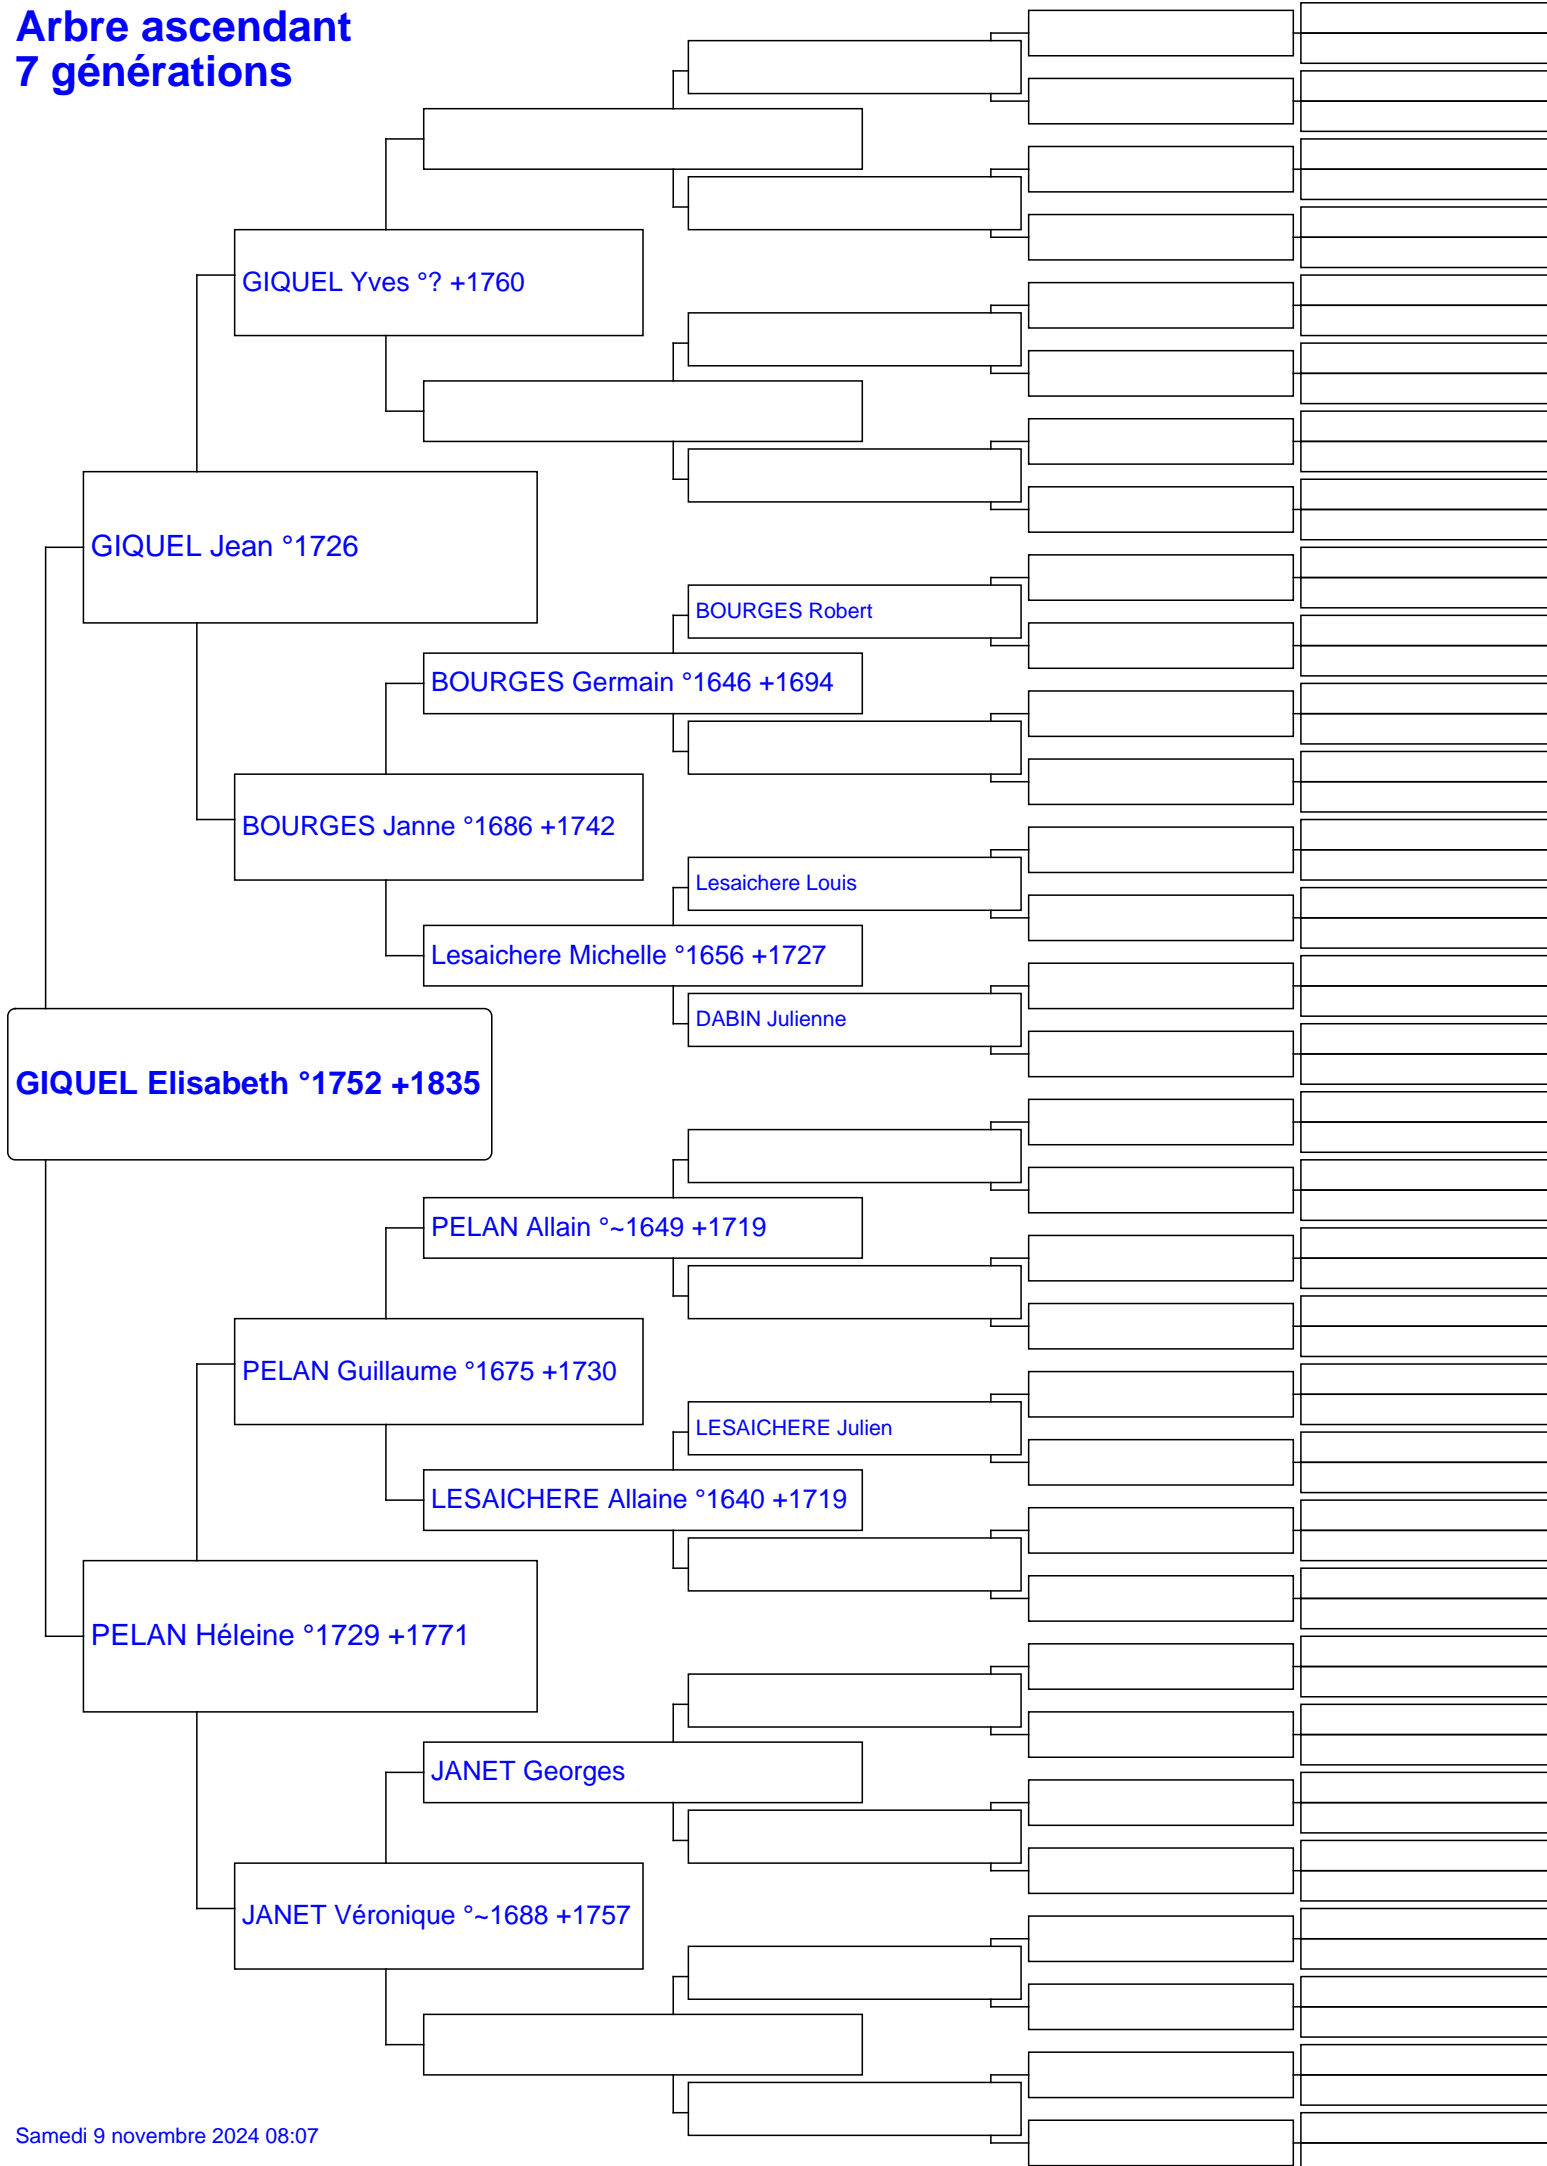 Arbre ascendant
7 générations
GIQUEL Yves °? +1760
GIQUEL Jean °1726
BOURGES Robert
BOURGES Germain °1646 +1694
BOURGES Janne °1686 +1742
Lesaichere Louis
Lesaichere Michelle °1656 +1727
DABIN Julienne
GIQUEL Elisabeth °1752 +1835
PELAN Allain °~1649 +1719
PELAN Guillaume °1675 +1730
LESAICHERE Julien
LESAICHERE Allaine °1640 +1719
PELAN Héleine °1729 +1771
JANET Georges
JANET Véronique °~1688 +1757
Samedi 9 novembre 2024 08:07